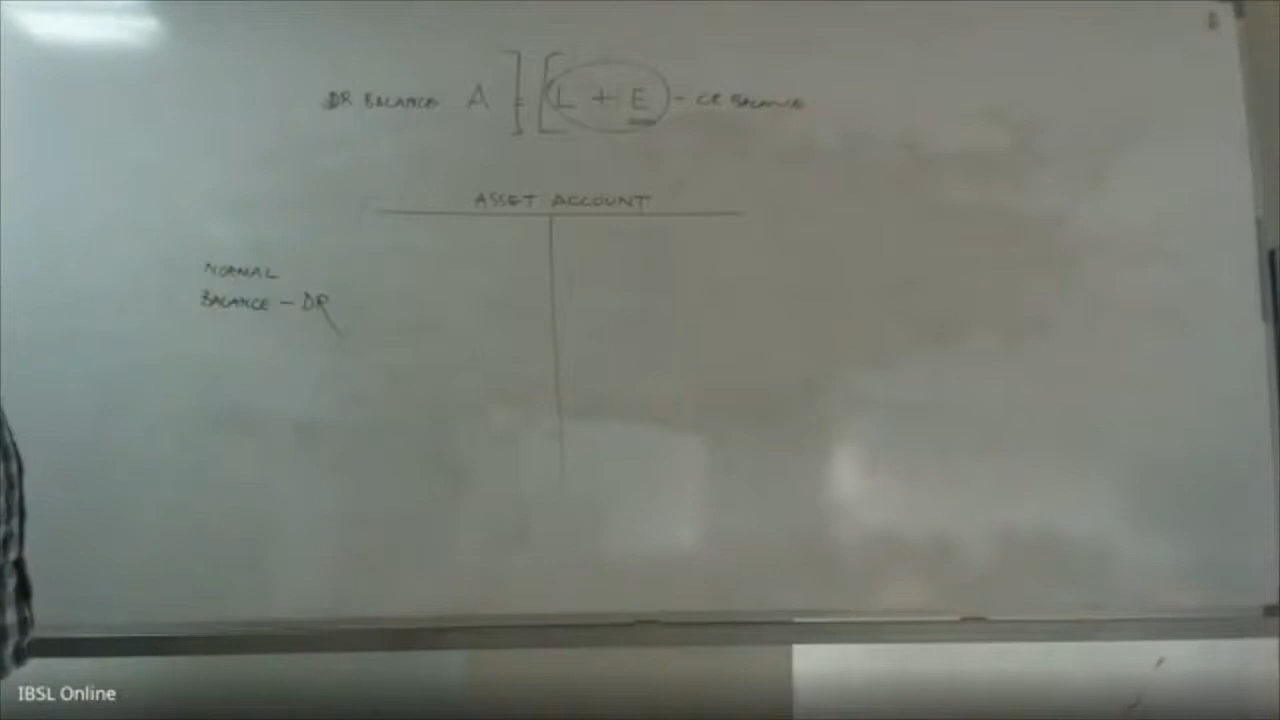 DR BALANCE A ] = [ L + E - CR BALANCE
ASSET ACCOUNT
NORMAL
BALANCE - DR
IBSL Online